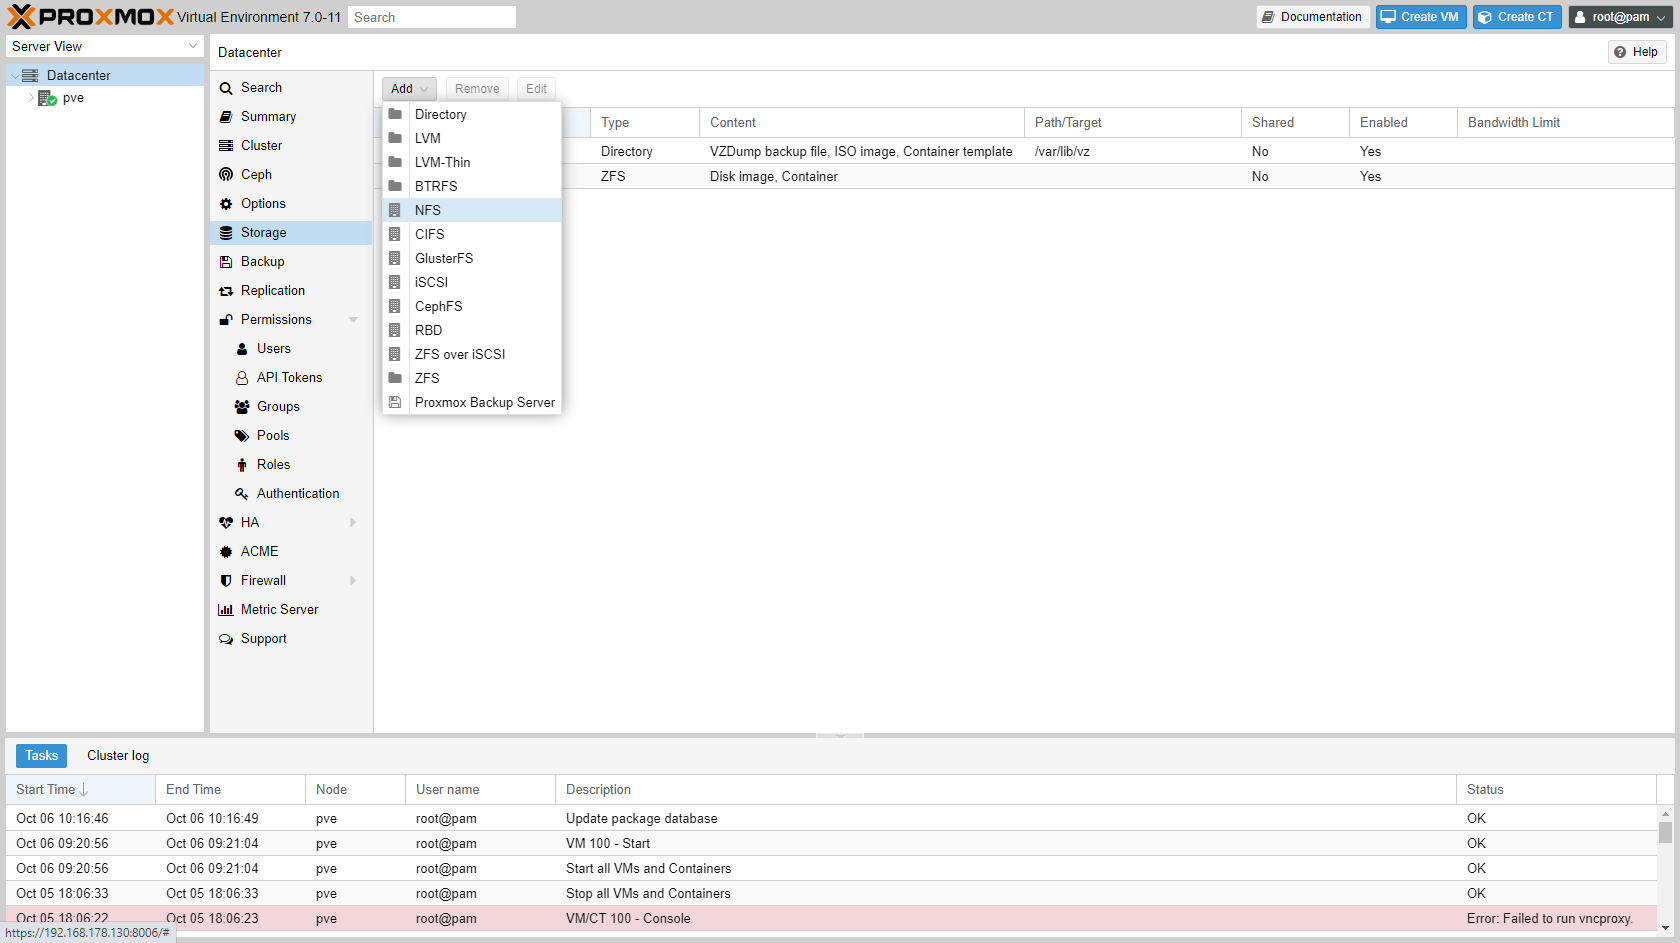 PROXMOX Virtual Environment 7.0-11 Search Documentation Create VM Create CT root@pam
Server View
Datacenter
pve
Datacenter Help
Search
Summary
Cluster
Ceph
Options
Storage
Backup
Replication
Permissions
Users
API Tokens
Groups
Pools
Roles
Authentication
HA
ACME
Firewall
Metric Server
Support
Add Remove Edit
Directory
LVM
LVM-Thin
BTRFS
NFS
CIFS
GlusterFS
iSCSI
CephFS
RBD
ZFS over iSCSI
ZFS
Proxmox Backup Server
Type Content Path/Target Shared Enabled Bandwidth Limit
Directory VZDump backup file, ISO image, Container template /var/lib/vz No Yes
ZFS Disk image, Container No Yes
Tasks Cluster log
Start Time End Time Node User name Description Status
Oct 06 10:16:46 Oct 06 10:16:49 pve root@pam Update package database OK
Oct 06 09:20:56 Oct 06 09:21:04 pve root@pam VM 100 - Start OK
Oct 06 09:20:56 Oct 06 09:21:04 pve root@pam Start all VMs and Containers OK
Oct 05 18:06:33 Oct 05 18:06:33 pve root@pam Stop all VMs and Containers OK
Oct 05 18:06:22 Oct 05 18:06:23 pve root@pam VM/CT 100 - Console Error: Failed to run vncproxy.
https://192.168.178.130:8006/#